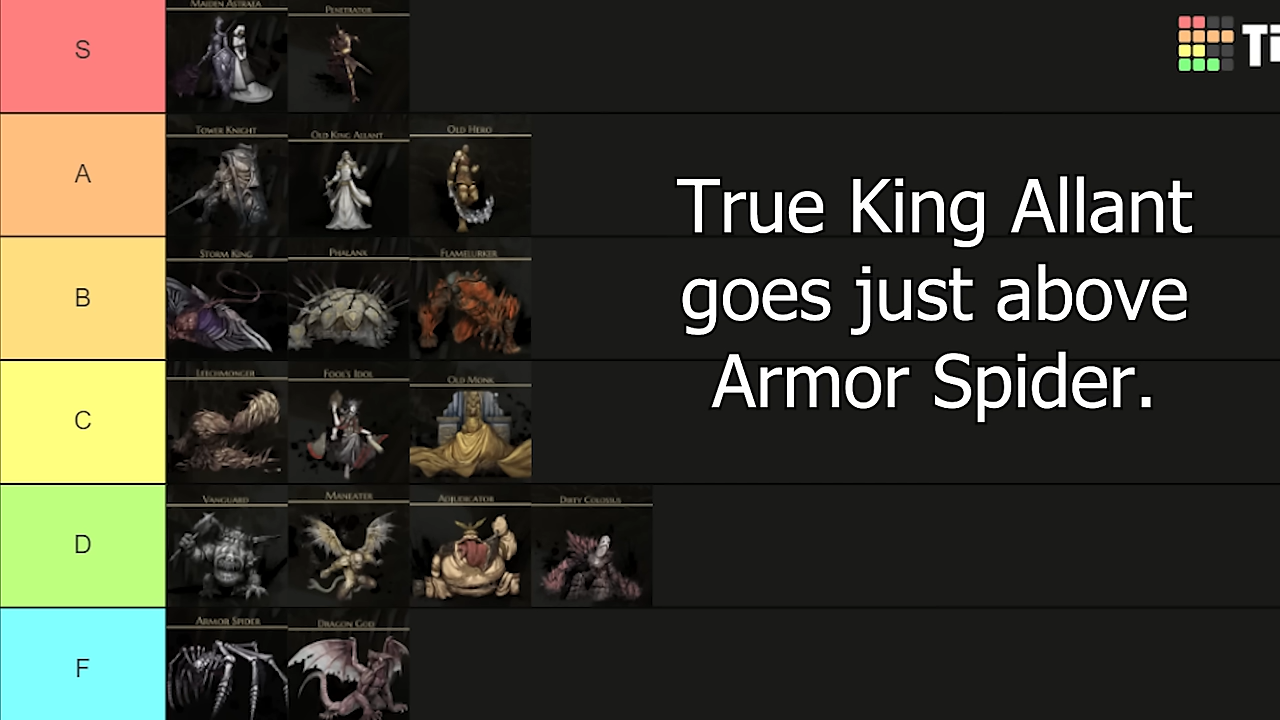 S
MAIDEN ASTRAEA
PENETRATOR
Ti
A
TOWER KNIGHT
OLD KING ALLANT
OLD HERO
True King Allant
goes just above
Armor Spider.
B
STORM KING
PHALANX
FLAMELURKER
C
LEECHMONGER
FOOL'S IDOL
OLD MONK
D
VANGUARD
MANEATER
ADJUDICATOR
DIRTY COLOSSUS
F
ARMOR SPIDER
DRAGON GOD